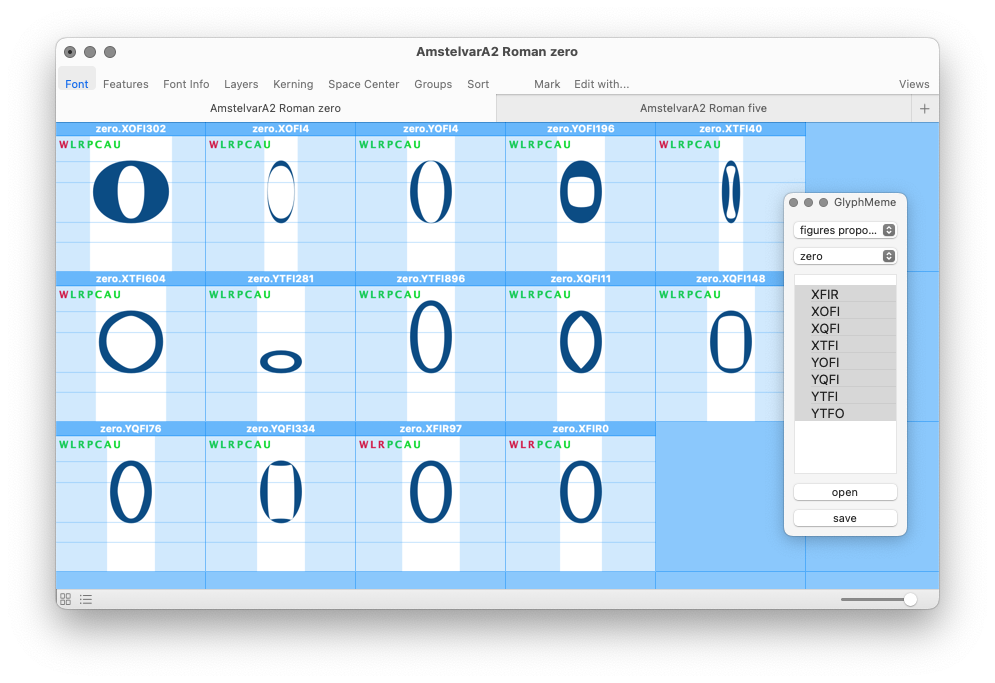 AmstelvarA2 Roman zero
Font Features Font Info Layers Kerning Space Center Groups Sort Mark Edit with... Views
AmstelvarA2 Roman zero AmstelvarA2 Roman five +
zero.XOFI302 zero.XOFI4 zero.YOFI4 zero.YOFI196 zero.XTFI40
WLRPCAU WLRPCAU WLRPCAU WLRPCAU WLRPCAU
zero.XTFI604 zero.YTFI281 zero.YTFI896 zero.XQFI11 zero.XQFI148
WLRPCAU WLRPCAU WLRPCAU WLRPCAU WLRPCAU
zero.YQFI76 zero.YQFI334 zero.XFIR97 zero.XFIR0
WLRPCAU WLRPCAU WLRPCAU WLRPCAU
GlyphMeme
figures propo...
zero
XFIR
XOFI
XQFI
XTFI
YOFI
YQFI
YTFI
YTFO
open
save